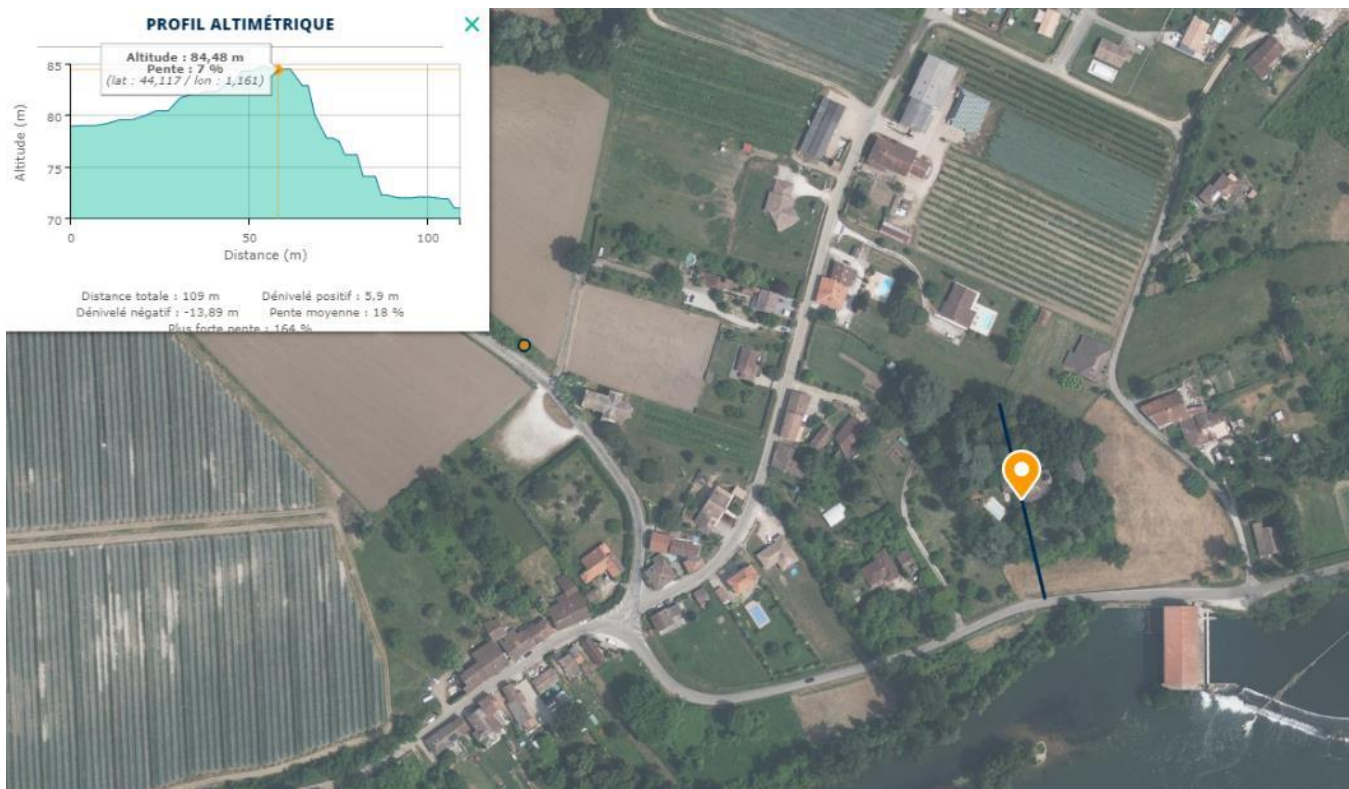 PROFIL ALTIMÉTRIQUE
Altitude : 84,48 m
Pente : 7 %
(lat : 44,117 / lon : 1,161)
85
80
75
70
Altitude (m)
0
50
100
Distance (m)
Distance totale : 109 m Dénivelé positif : 5,9 m
Dénivelé négatif : -13,89 m Pente moyenne : 18 %
Plus forte pente : 164 %